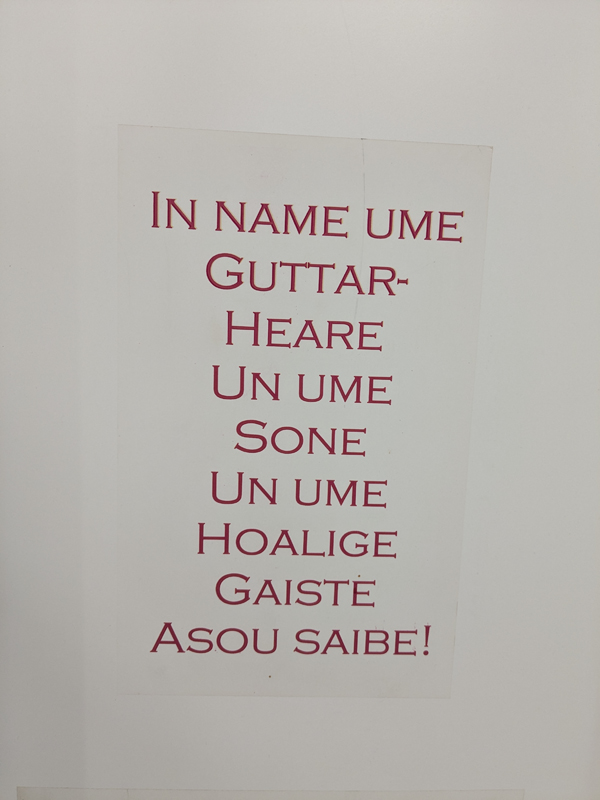 In name ume
Guttar-
Heare
Un ume
Sone
Un ume
Hoalige
Gaiste
Asou saibe!